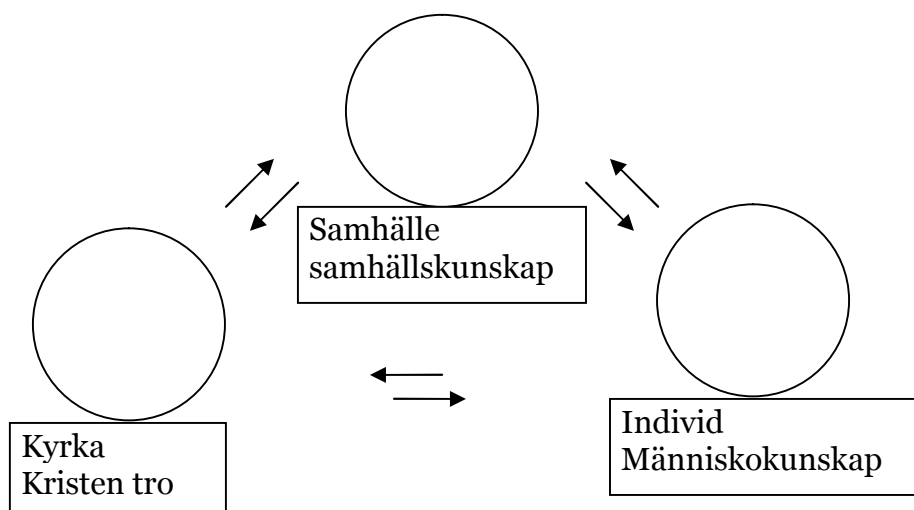 Samhälle
samhällskunskap
Kyrka
Kristen tro
Individ
Människokunskap